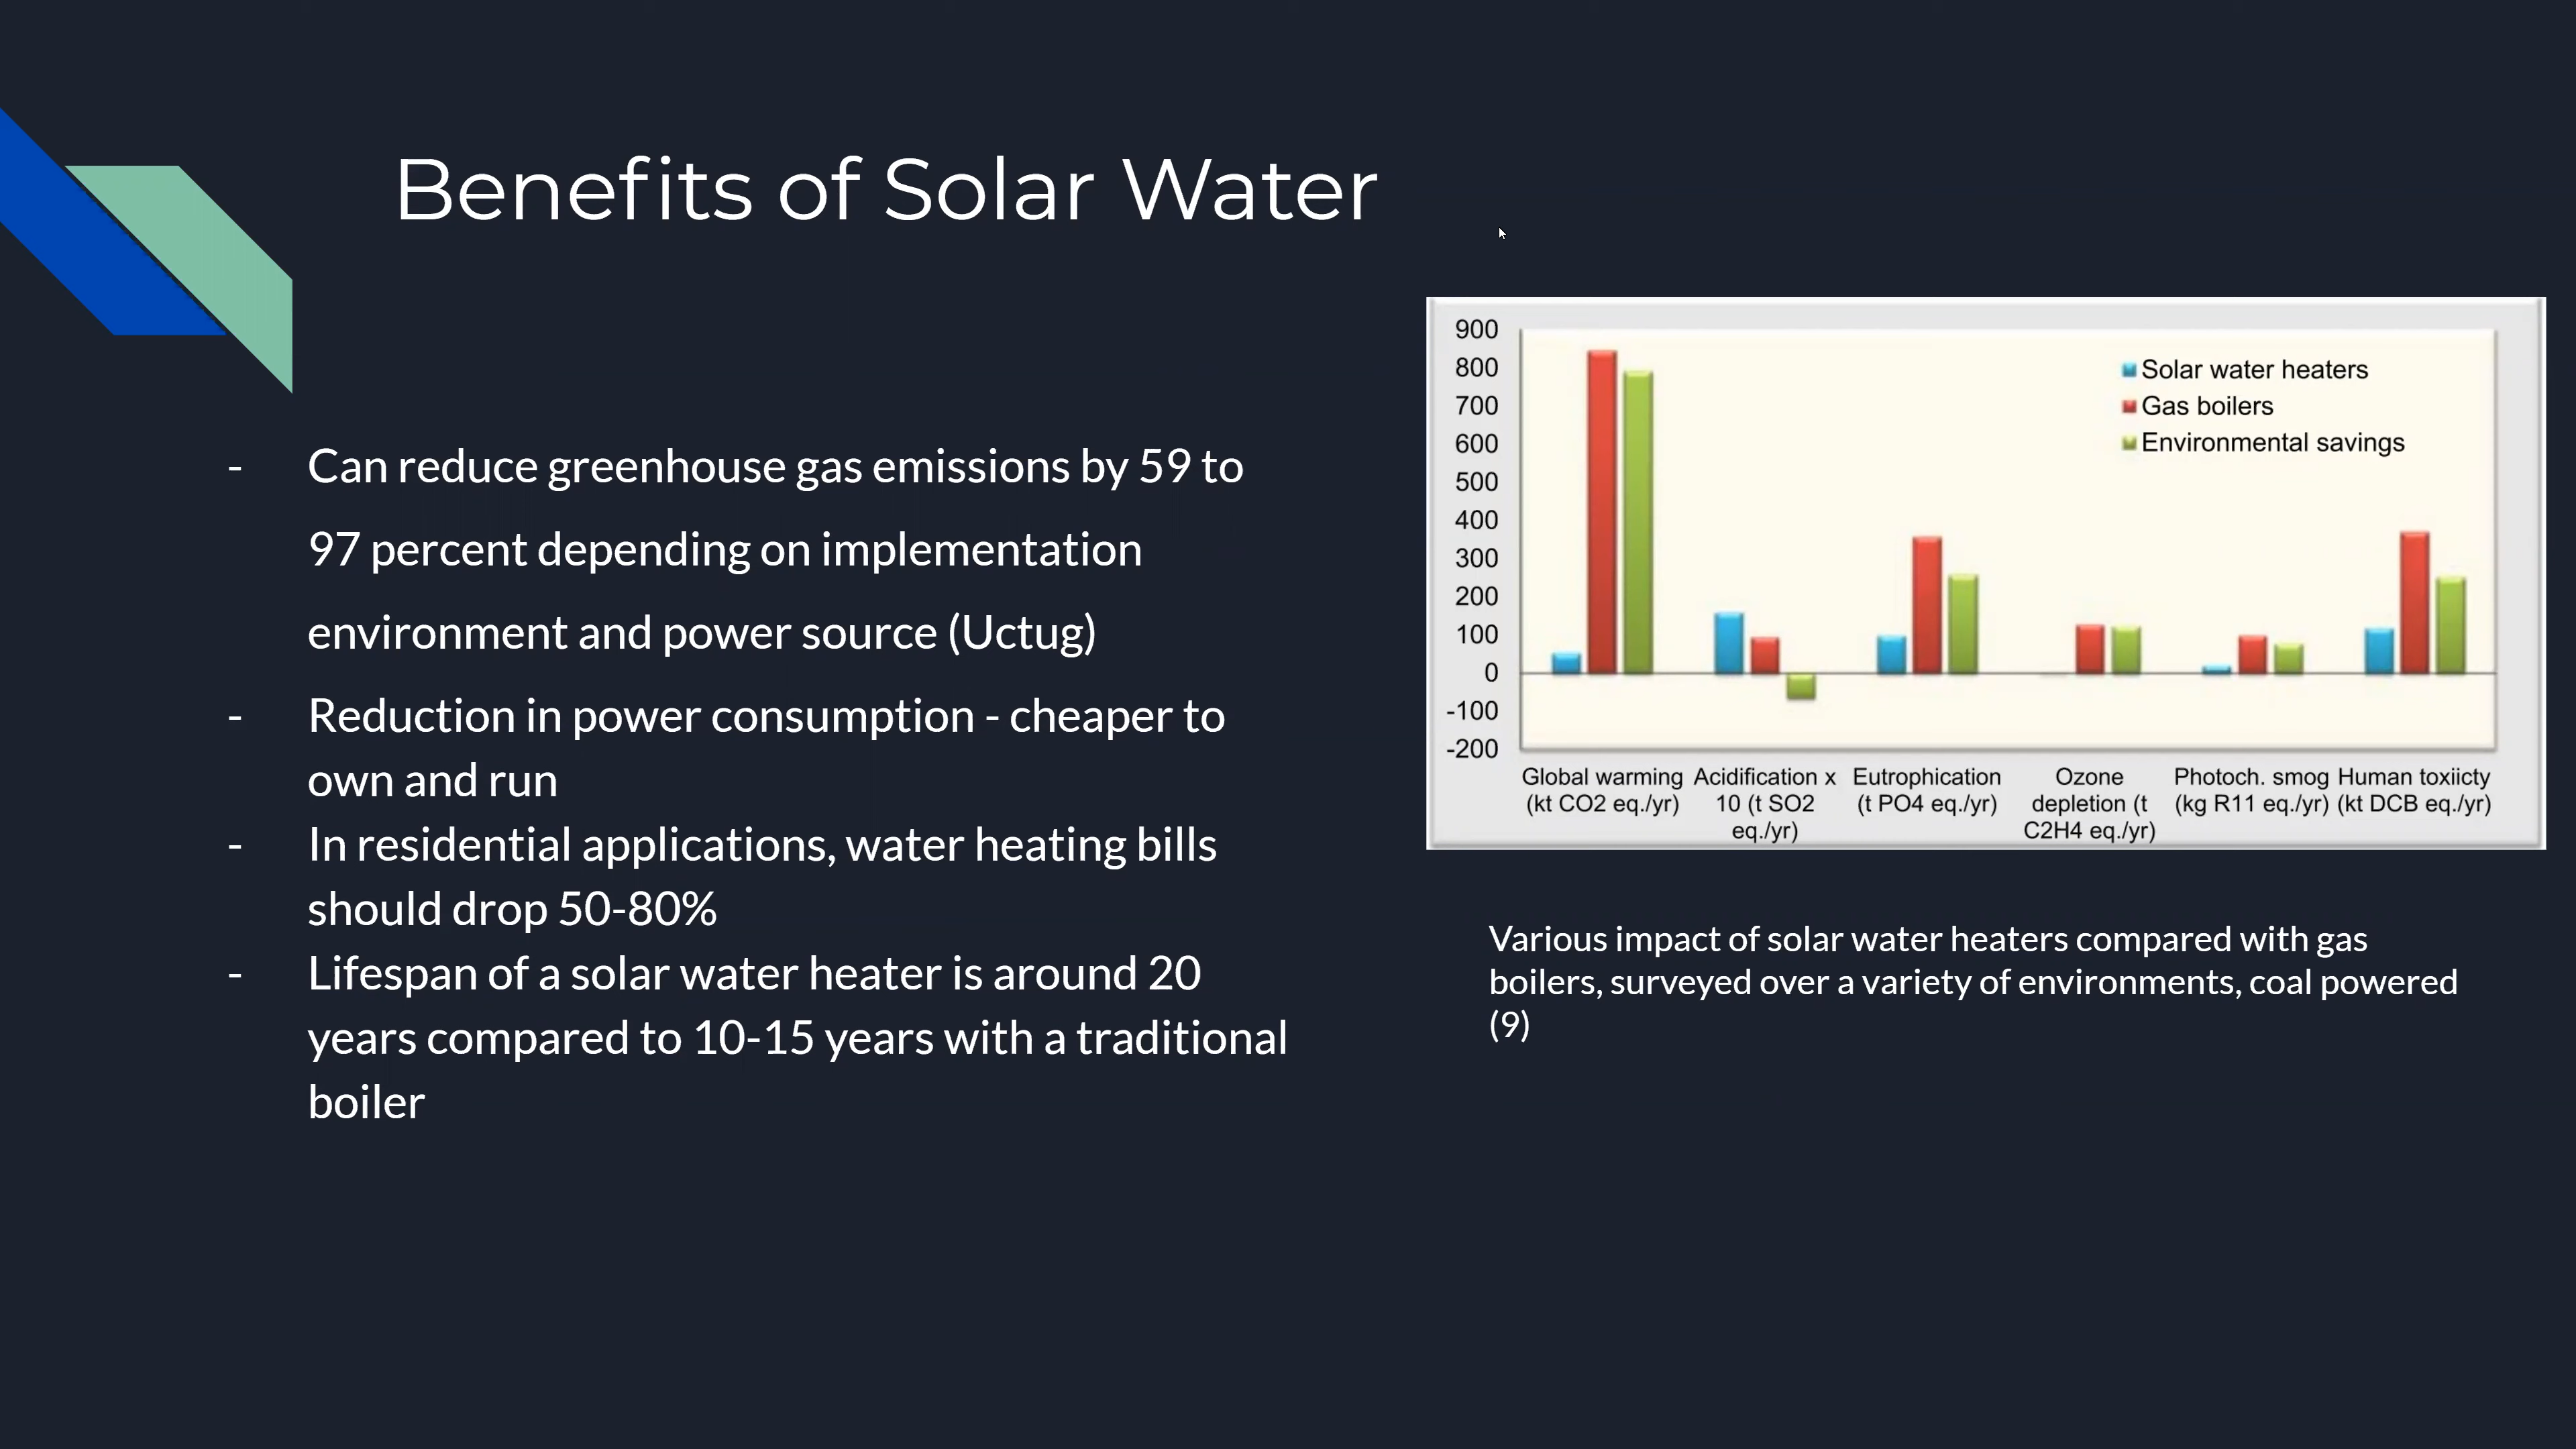 Benefits of Solar Water
- Can reduce greenhouse gas emissions by 59 to
97 percent depending on implementation
environment and power source (Uctug)
- Reduction in power consumption - cheaper to
own and run
- In residential applications, water heating bills
should drop 50-80%
- Lifespan of a solar water heater is around 20
years compared to 10-15 years with a traditional
boiler
900
800
700
600
500
400
300
200
100
0
-100
-200
Solar water heaters
Gas boilers
Environmental savings
Global warming
(kt CO2 eq./yr)
Acidification x
10 (t SO2
eq./yr)
Eutrophication
(t PO4 eq./yr)
Ozone
depletion (t
C2H4 eq./yr)
Photoch. smog
(kg R11 eq./yr)
Human toxiicty
(kt DCB eq./yr)
Various impact of solar water heaters compared with gas
boilers, surveyed over a variety of environments, coal powered
(9)